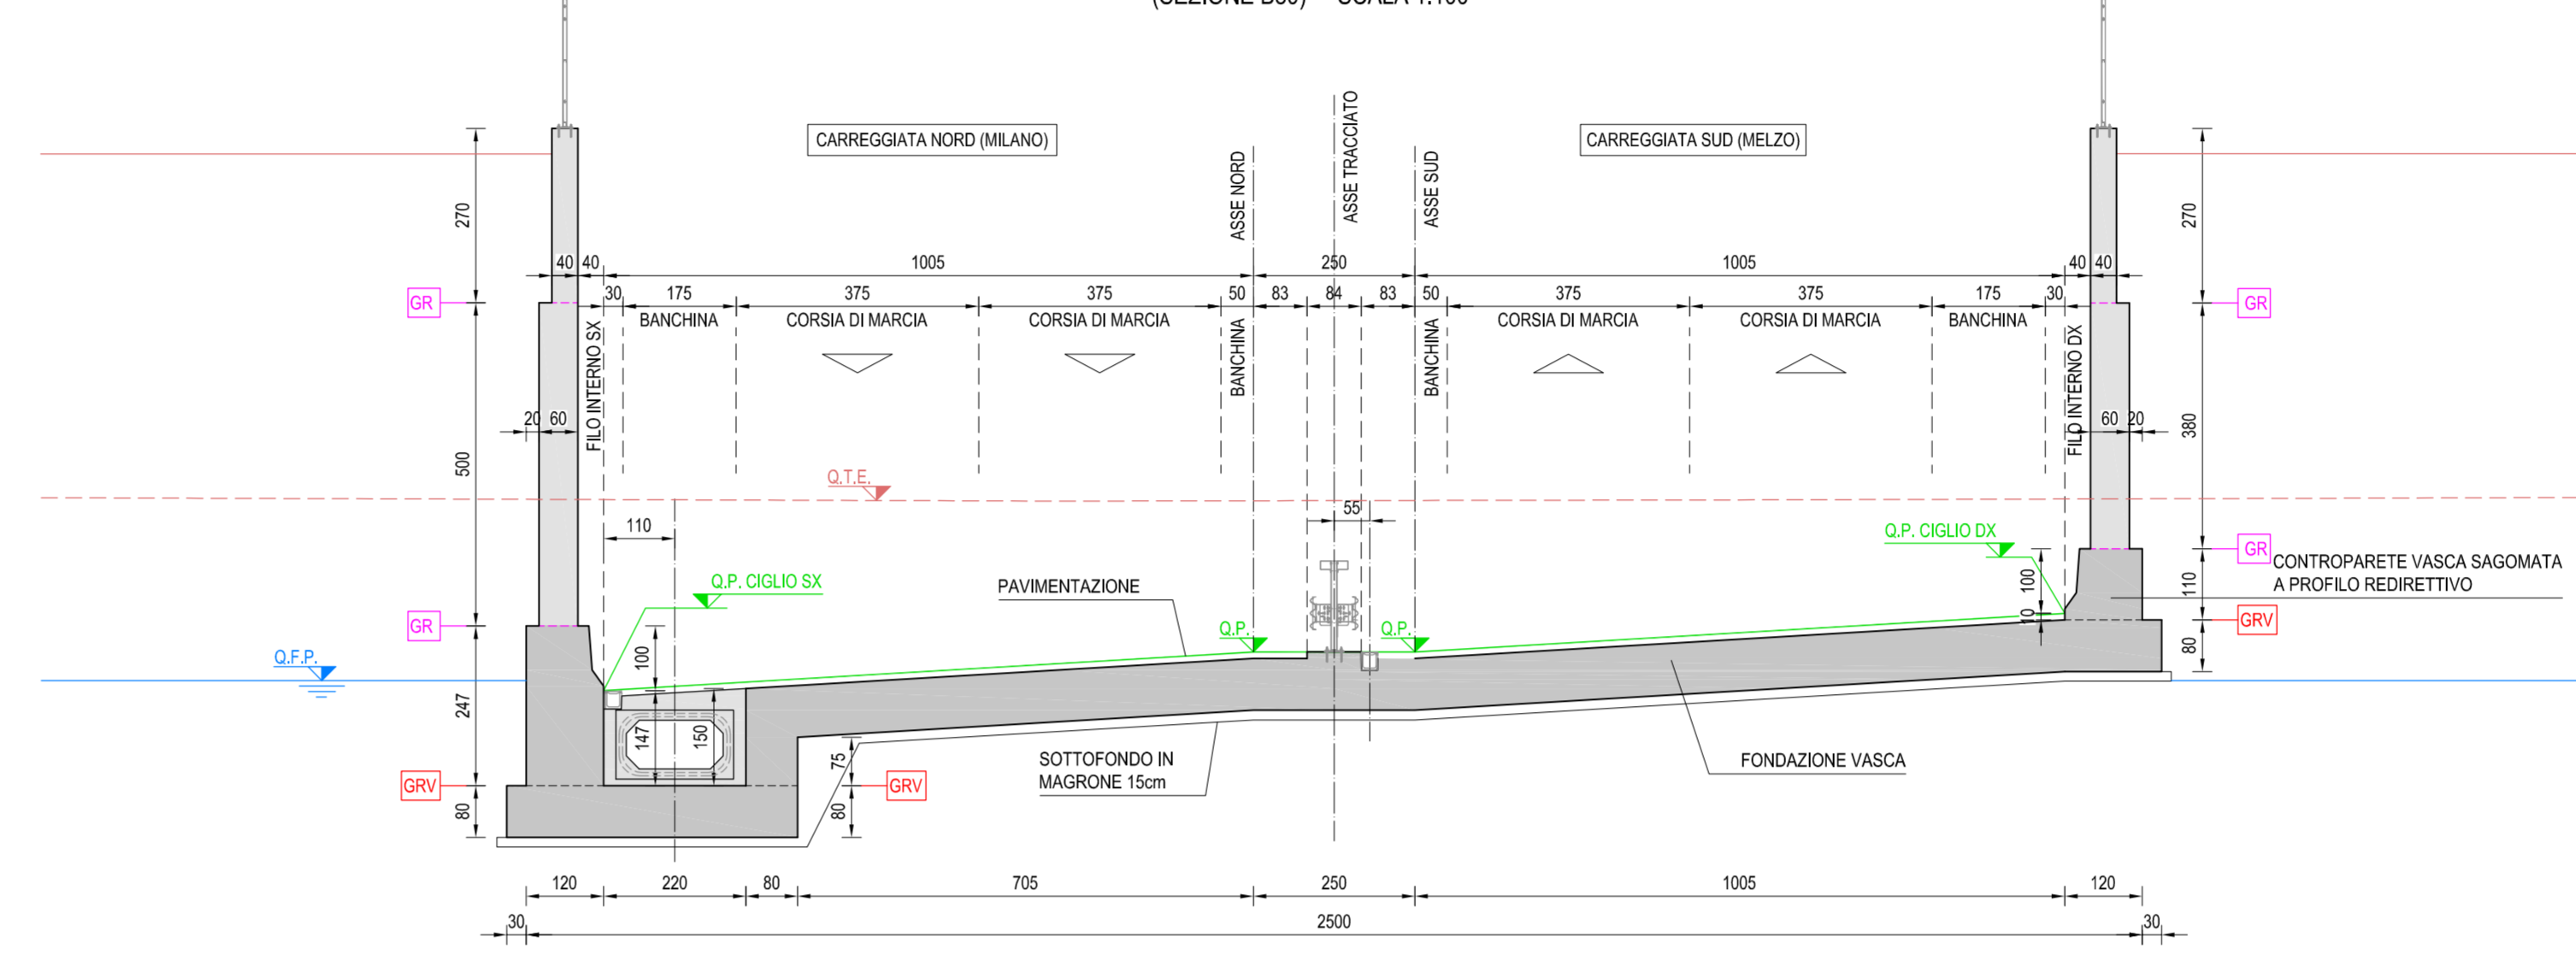 SCALA 1:100
CARREGGIATA NORD (MILANO)
CARREGGIATA SUD (MELZO)
ASSE NORD
ASSE TRACCIATO
ASSE SUD
270
270
40 40 1005 250 1005 40 40
30 175 375 375 50 83 84 83 50 375 375 175 30
GR
GR
BANCHINA CORSIA DI MARCIA CORSIA DI MARCIA CORSIA DI MARCIA CORSIA DI MARCIA BANCHINA
FILO INTERNO SX
BANCHINA
BANCHINA
FILO INTERNO DX
20 60
60 20
500
380
Q.T.E.
110
55
Q.P. CIGLIO DX
Q.P. CIGLIO SX
PAVIMENTAZIONE
GR
CONTROPARETE VASCA SAGOMATA
A PROFILO REDIRETTIVO
100
110
10
GR
Q.P.
Q.P.
GRV
80
Q.F.P.
100
247
147
150
75
SOTTOFONDO IN
MAGRONE 15cm
FONDAZIONE VASCA
GRV
GRV
80
80
120 220 80 705 250 1005 120
30 2500 30